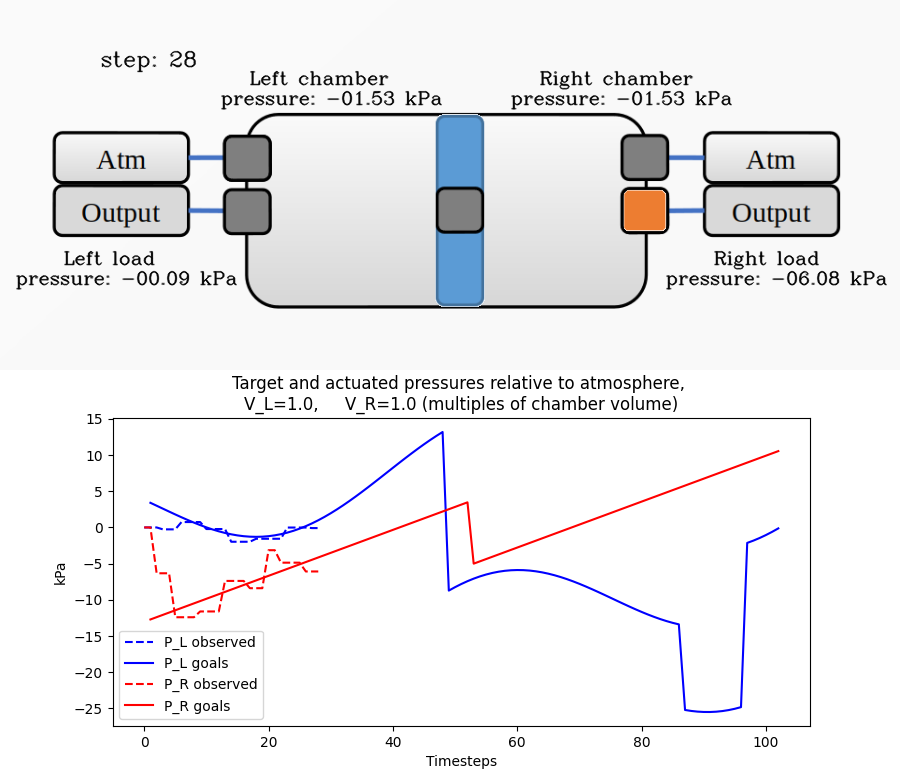 step: 28
Left chamber
pressure: −01.53 kPa
Right chamber
pressure: −01.53 kPa
Atm
Output
Atm
Output
Left load
pressure: −00.09 kPa
Right load
pressure: −06.08 kPa
Target and actuated pressures relative to atmosphere,
V_L=1.0, V_R=1.0 (multiples of chamber volume)
15
10
5
0
−5
−10
−15
−20
−25
kPa
P_L observed
P_L goals
P_R observed
P_R goals
0 20 40 60 80 100
Timesteps